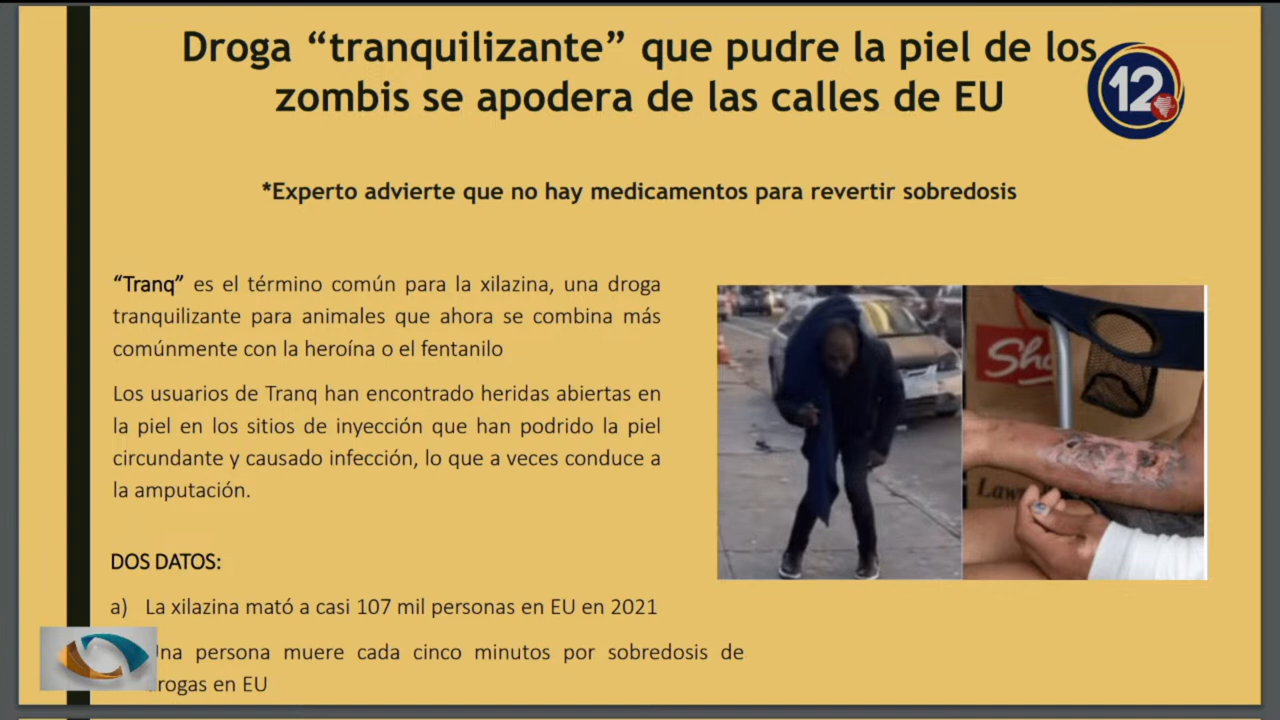 Droga “tranquilizante” que pudre la piel de los
zombis se apodera de las calles de EU
12
*Experto advierte que no hay medicamentos para revertir sobredosis
“Tranq” es el término común para la xilazina, una droga
tranquilizante para animales que ahora se combina más
comúnmente con la heroína o el fentanilo
Los usuarios de Tranq han encontrado heridas abiertas en
la piel en los sitios de inyección que han podrido la piel
circundante y causado infección, lo que a veces conduce a
la amputación.
Sho
Law
DOS DATOS:
a) La xilazina mató a casi 107 mil personas en EU en 2021
na persona muere cada cinco minutos por sobredosis de
rogas en EU